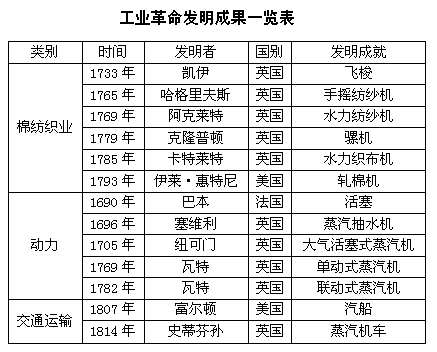 工业革命发明成果一览表
类别 时间 发明者 国别 发明成就
棉纺织业 1733 年 凯伊 英国 飞梭
1765 年 哈格里夫斯 英国 手摇纺纱机
1769 年 阿克莱特 英国 水力纺纱机
1779 年 克隆普顿 英国 骡机
1785 年 卡特莱特 英国 水力织布机
1793 年 伊莱·惠特尼 美国 轧棉机
动力 1690 年 巴本 法国 活塞
1696 年 塞维利 英国 蒸汽抽水机
1705 年 纽可门 英国 大气活塞式蒸汽机
1769 年 瓦特 英国 单动式蒸汽机
1782 年 瓦特 英国 联动式蒸汽机
交通运输 1807 年 富尔顿 美国 汽船
1814 年 史蒂芬孙 英国 蒸汽机车